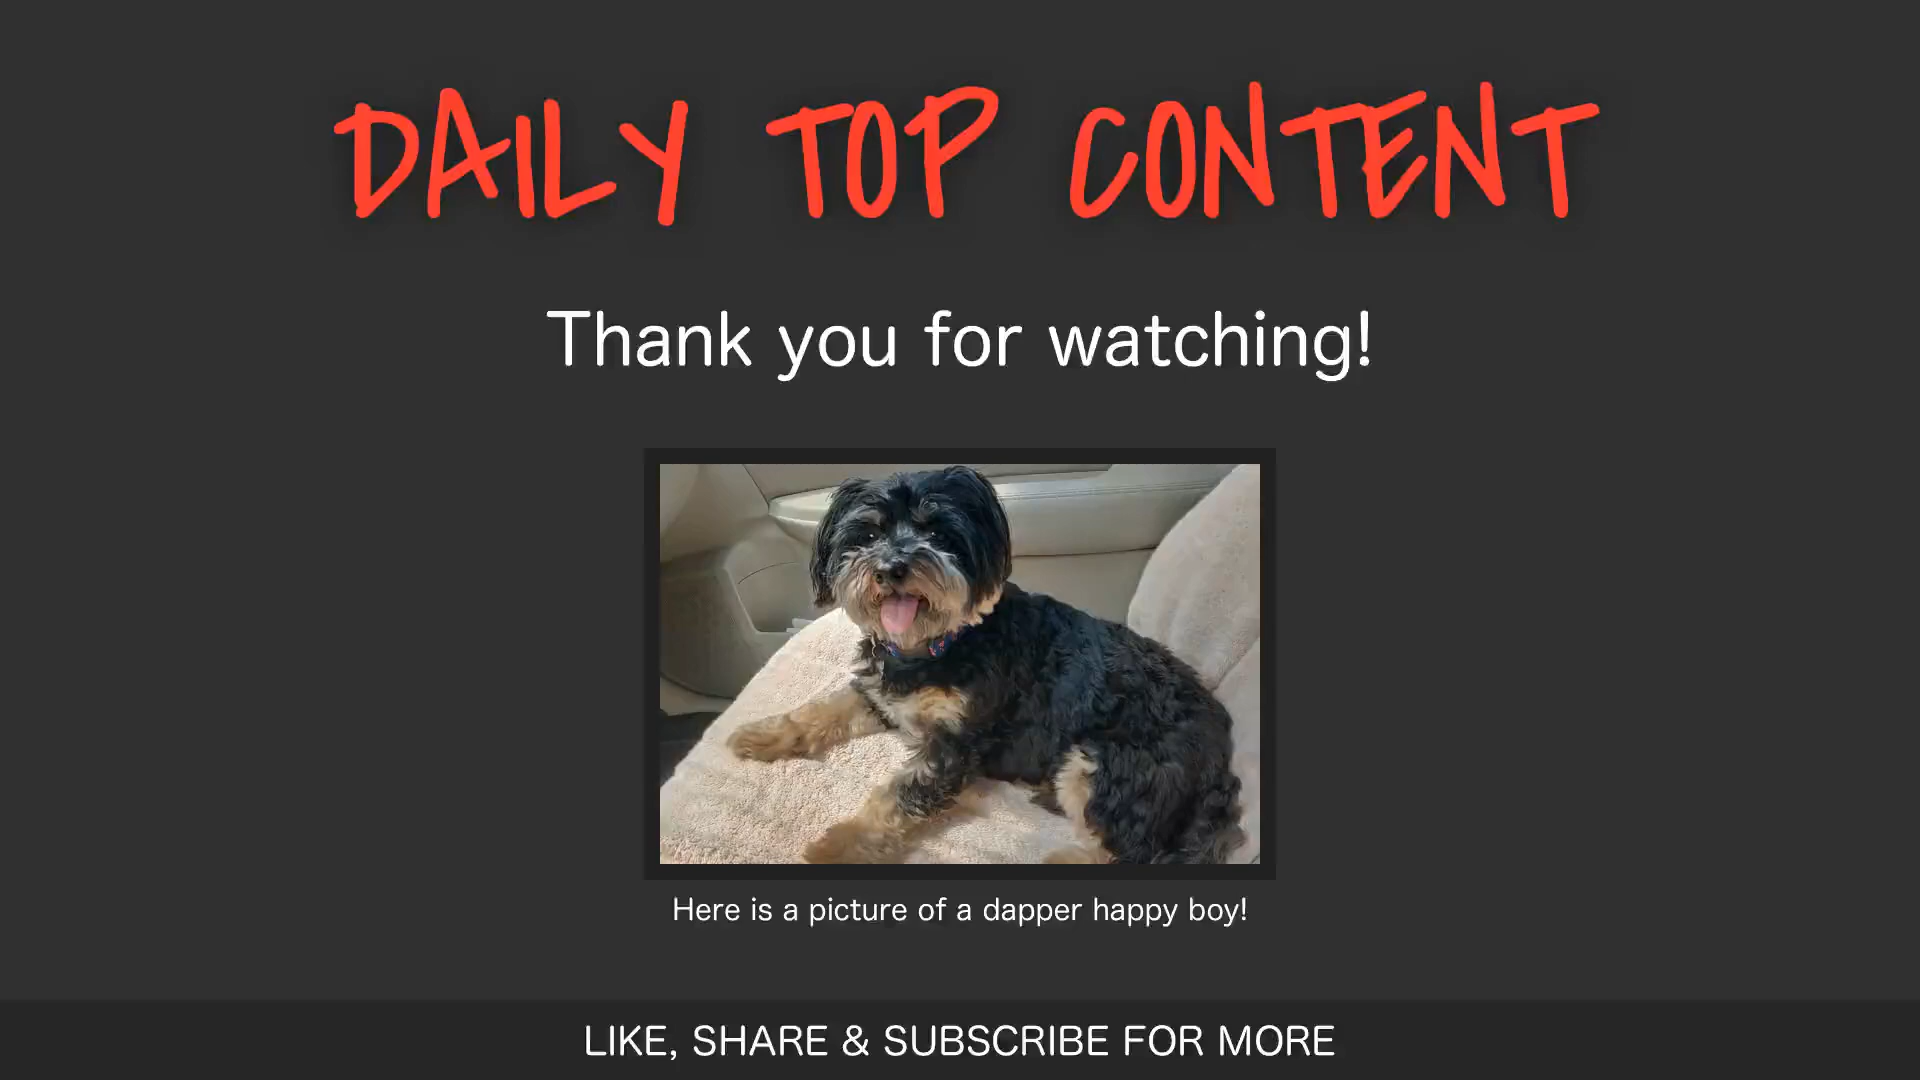 DAILY TOP CONTENT
Thank you for watching!
Here is a picture of a dapper happy boy!
LIKE, SHARE & SUBSCRIBE FOR MORE